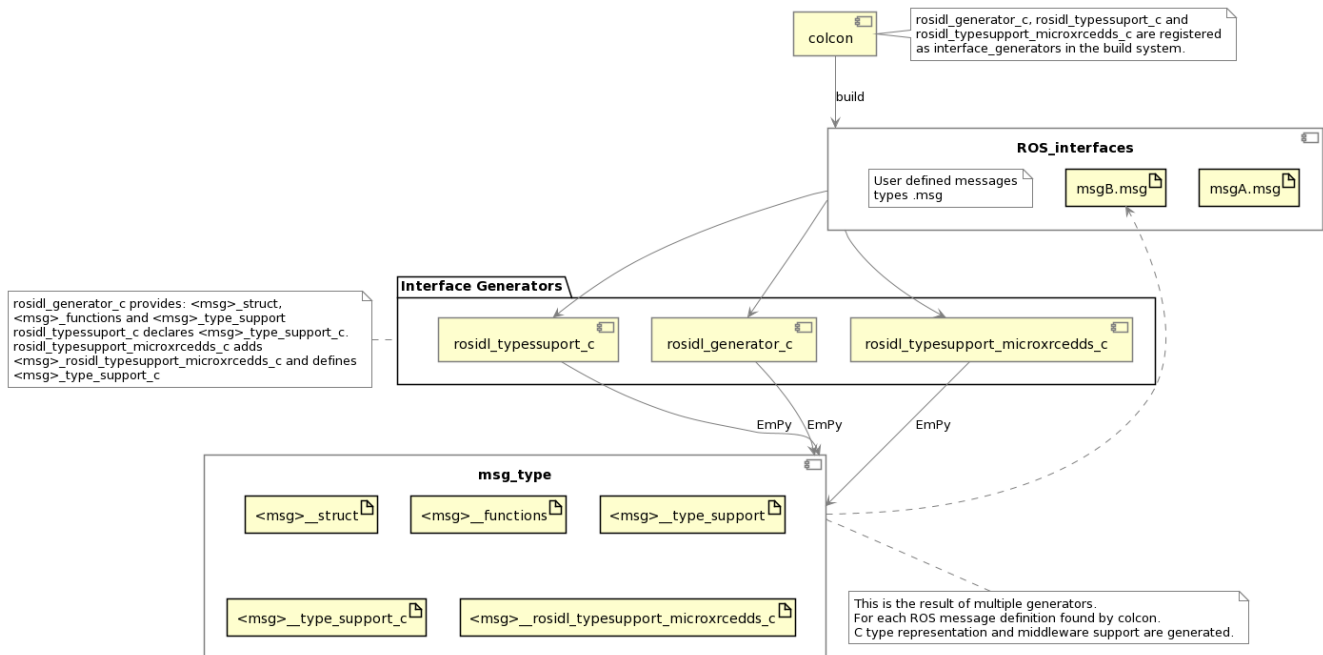 colcon
rosidl_generator_c, rosidl_typessuport_c and
rosidl_typesupport_microxrcedds_c are registered
as interface_generators in the build system.
build
ROS_interfaces
User defined messages
types .msg
msgB.msg
msgA.msg
Interface Generators
rosidl_generator_c provides: <msg>_struct,
<msg>_functions and <msg>_type_support
rosidl_typessuport_c declares <msg>_type_support_c.
rosidl_typesupport_microxrcedds_c adds
<msg>_rosidl_typesupport_microxrcedds_c and defines
<msg>_type_support_c
rosidl_typessuport_c
rosidl_generator_c
rosidl_typesupport_microxrcedds_c
EmPy
EmPy
EmPy
msg_type
<msg>__struct
<msg>__functions
<msg>__type_support
<msg>__type_support_c
<msg>__rosidl_typesupport_microxrcedds_c
This is the result of multiple generators.
For each ROS message definition found by colcon.
C type representation and middleware support are generated.